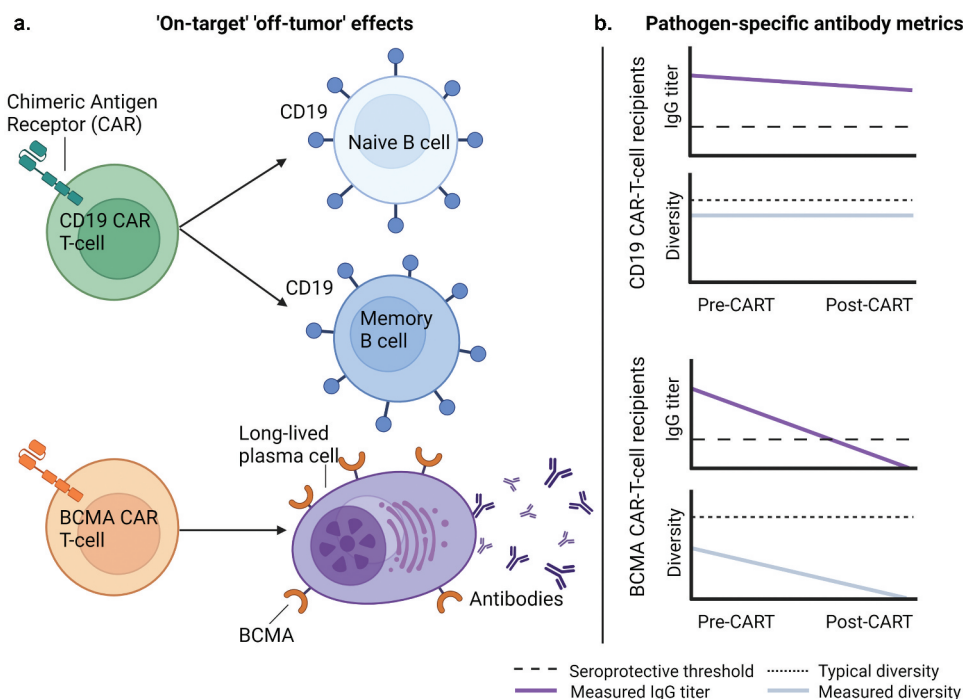 a.
'On-target' 'off-tumor' effects
Chimeric Antigen
Receptor (CAR)
CD19 CAR
T-cell
CD19
Naive B cell
CD19
Memory
B cell
BCMA CAR
T-cell
Long-lived
plasma cell
BCMA
Antibodies
b.
Pathogen-specific antibody metrics
CD19 CAR-T-cell recipients
IgG titer
Diversity
Pre-CART
Post-CART
BCMA CAR-T-cell recipients
IgG titer
Diversity
Pre-CART
Post-CART
Seroprotective threshold
Typical diversity
Measured IgG titer
Measured diversity